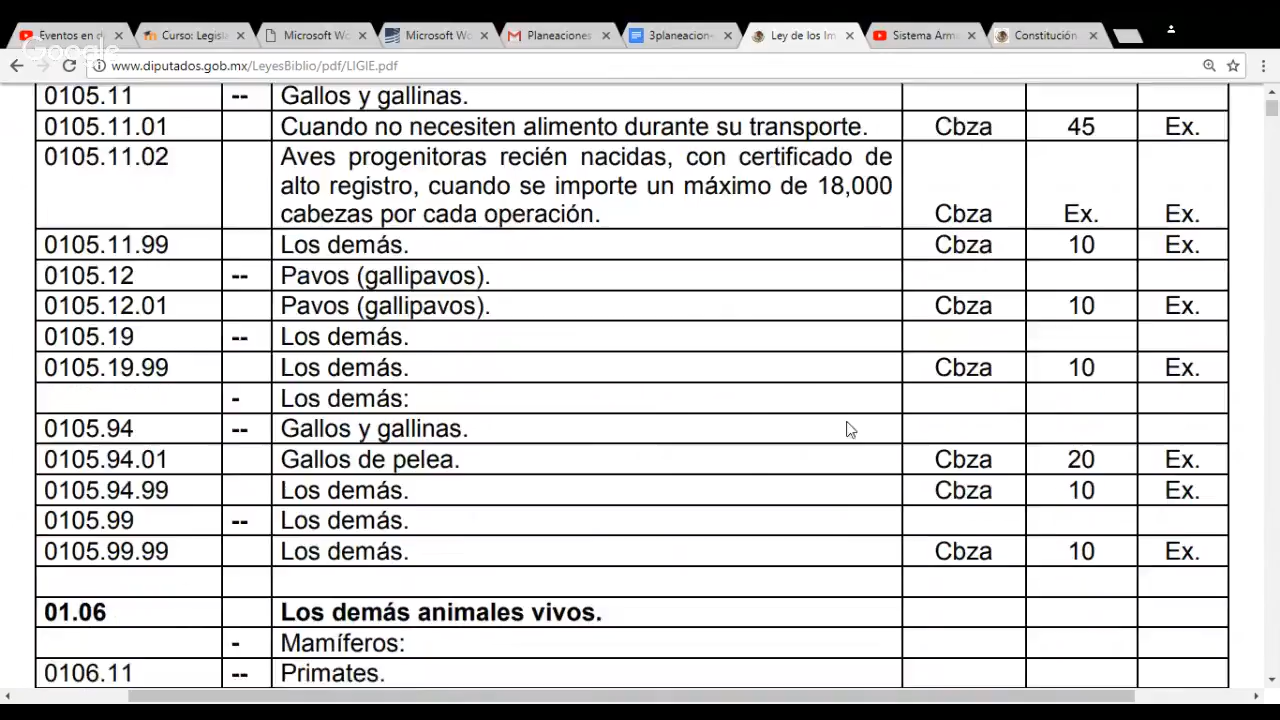 Eventos en d
Curso: Legisla
Microsoft Wo
Microsoft Wo
Planeaciones
3planeacion-
Ley de los Im
Sistema Armo
Constitución
Google
www.diputados.gob.mx/LeyesBiblio/pdf/LIGIE.pdf
0105.11 -- Gallos y gallinas.
0105.11.01 Cuando no necesiten alimento durante su transporte. Cbza 45 Ex.
0105.11.02 Aves progenitoras recién nacidas, con certificado de
alto registro, cuando se importe un máximo de 18,000
cabezas por cada operación. Cbza Ex. Ex.
0105.11.99 Los demás. Cbza 10 Ex.
0105.12 -- Pavos (gallipavos).
0105.12.01 Pavos (gallipavos). Cbza 10 Ex.
0105.19 -- Los demás.
0105.19.99 Los demás. Cbza 10 Ex.
- Los demás:
0105.94 -- Gallos y gallinas.
0105.94.01 Gallos de pelea. Cbza 20 Ex.
0105.94.99 Los demás. Cbza 10 Ex.
0105.99 -- Los demás.
0105.99.99 Los demás. Cbza 10 Ex.
01.06 Los demás animales vivos.
- Mamíferos:
0106.11 -- Primates.